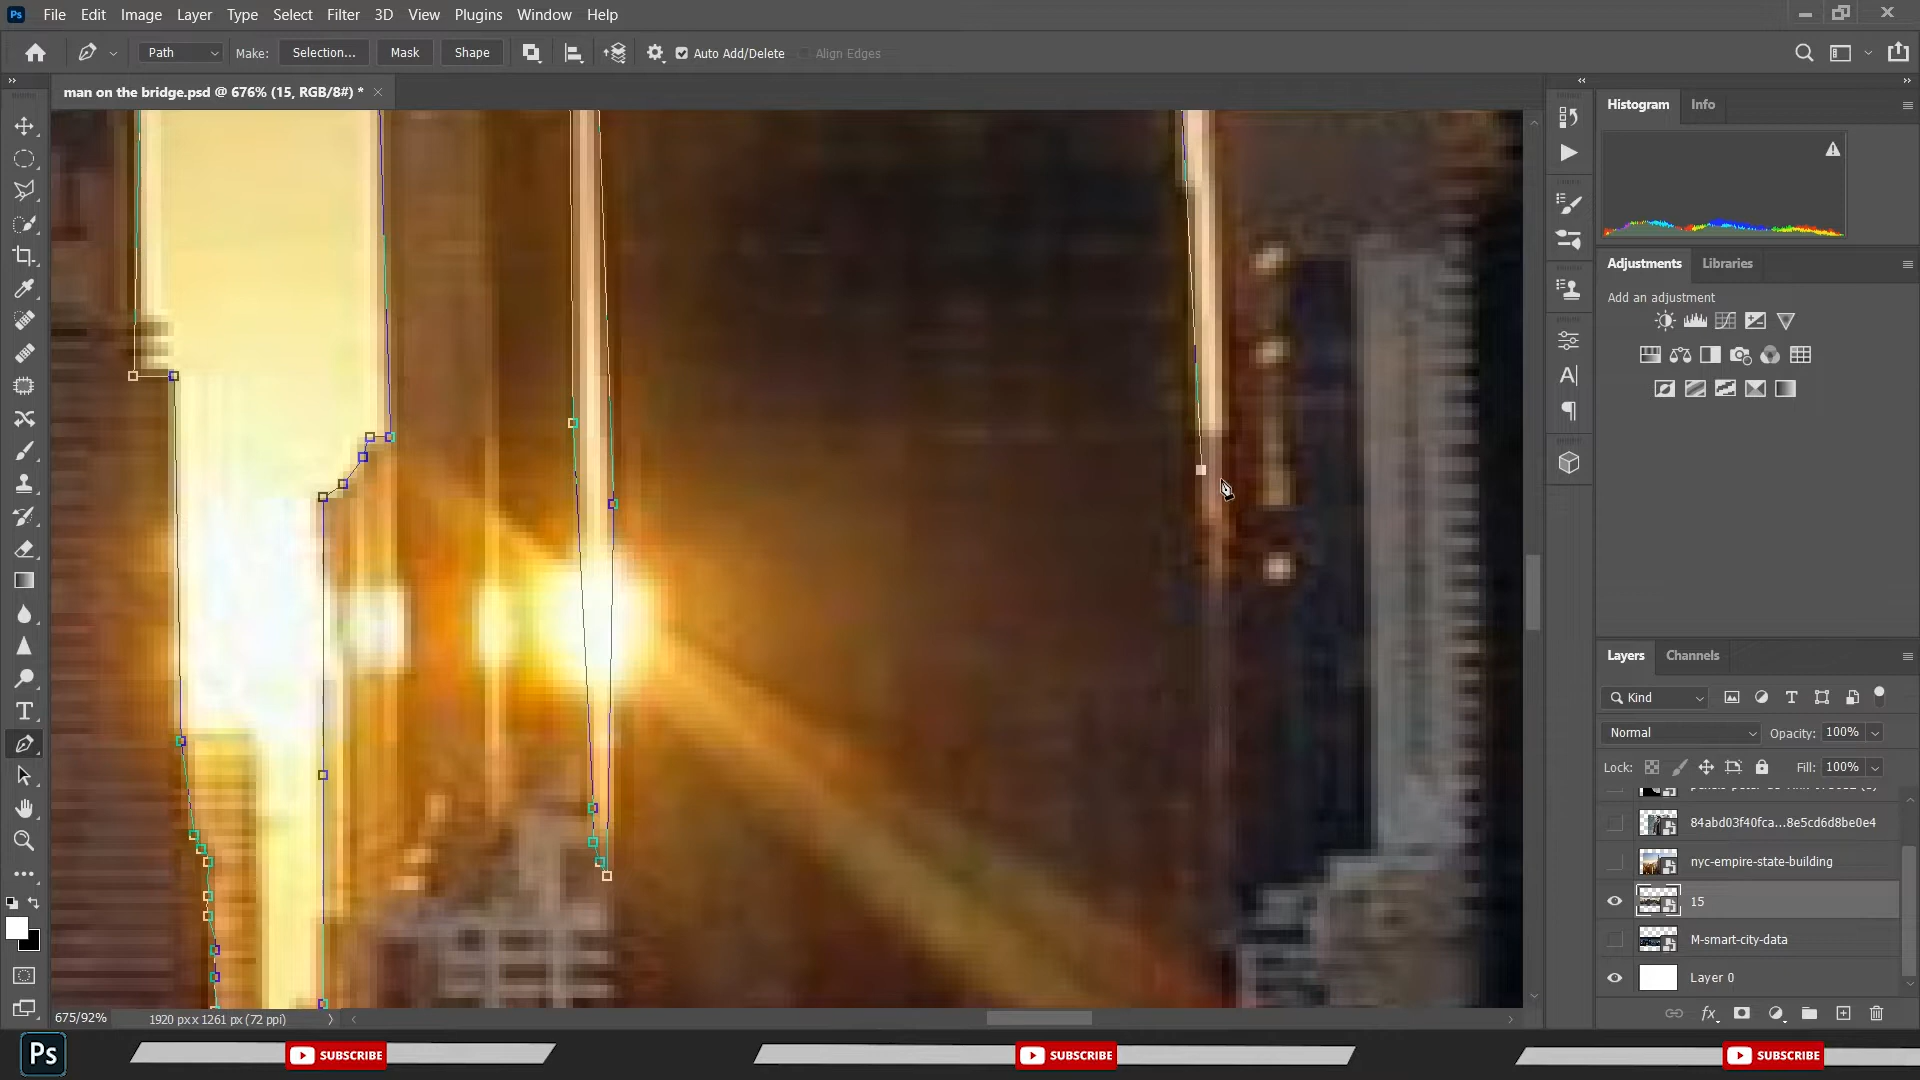 Ps File Edit Image Layer Type Select Filter 3D View Plugins Window Help
Path Make: Selection... Mask Shape Auto Add/Delete Align Edges
man on the bridge.psd @ 676% (15, RGB/8#) *
Histogram Info
Adjustments Libraries
Add an adjustment
Layers Channels
Kind
Normal Opacity: 100%
Lock: Fill: 100%
84abd03f40fca...8e5cd6d8be0e4
nyc-empire-state-building
15
M-smart-city-data
Layer 0
675/92% 1920 px x 1261 px (72 ppi)
Ps SUBSCRIBE SUBSCRIBE SUBSCRIBE